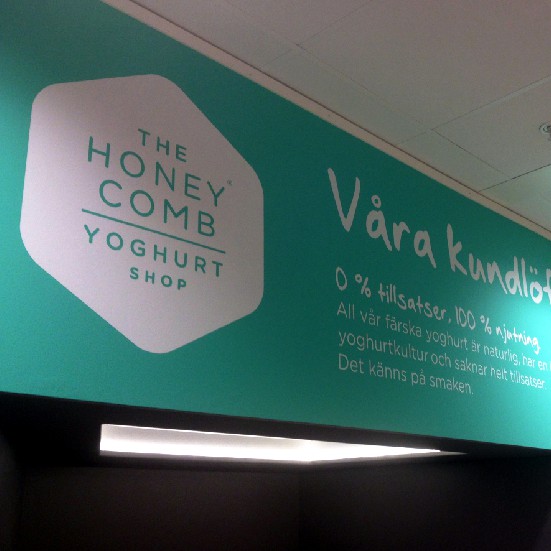 THE
HONEY®
COMB
YOGHURT
SHOP
Våra kundlöf
0 % tillsatser, 100 % njutning
All vår färska yoghurt är naturlig, har en
yoghurtkultur och saknar helt tillsatser
Det känns på smaken.